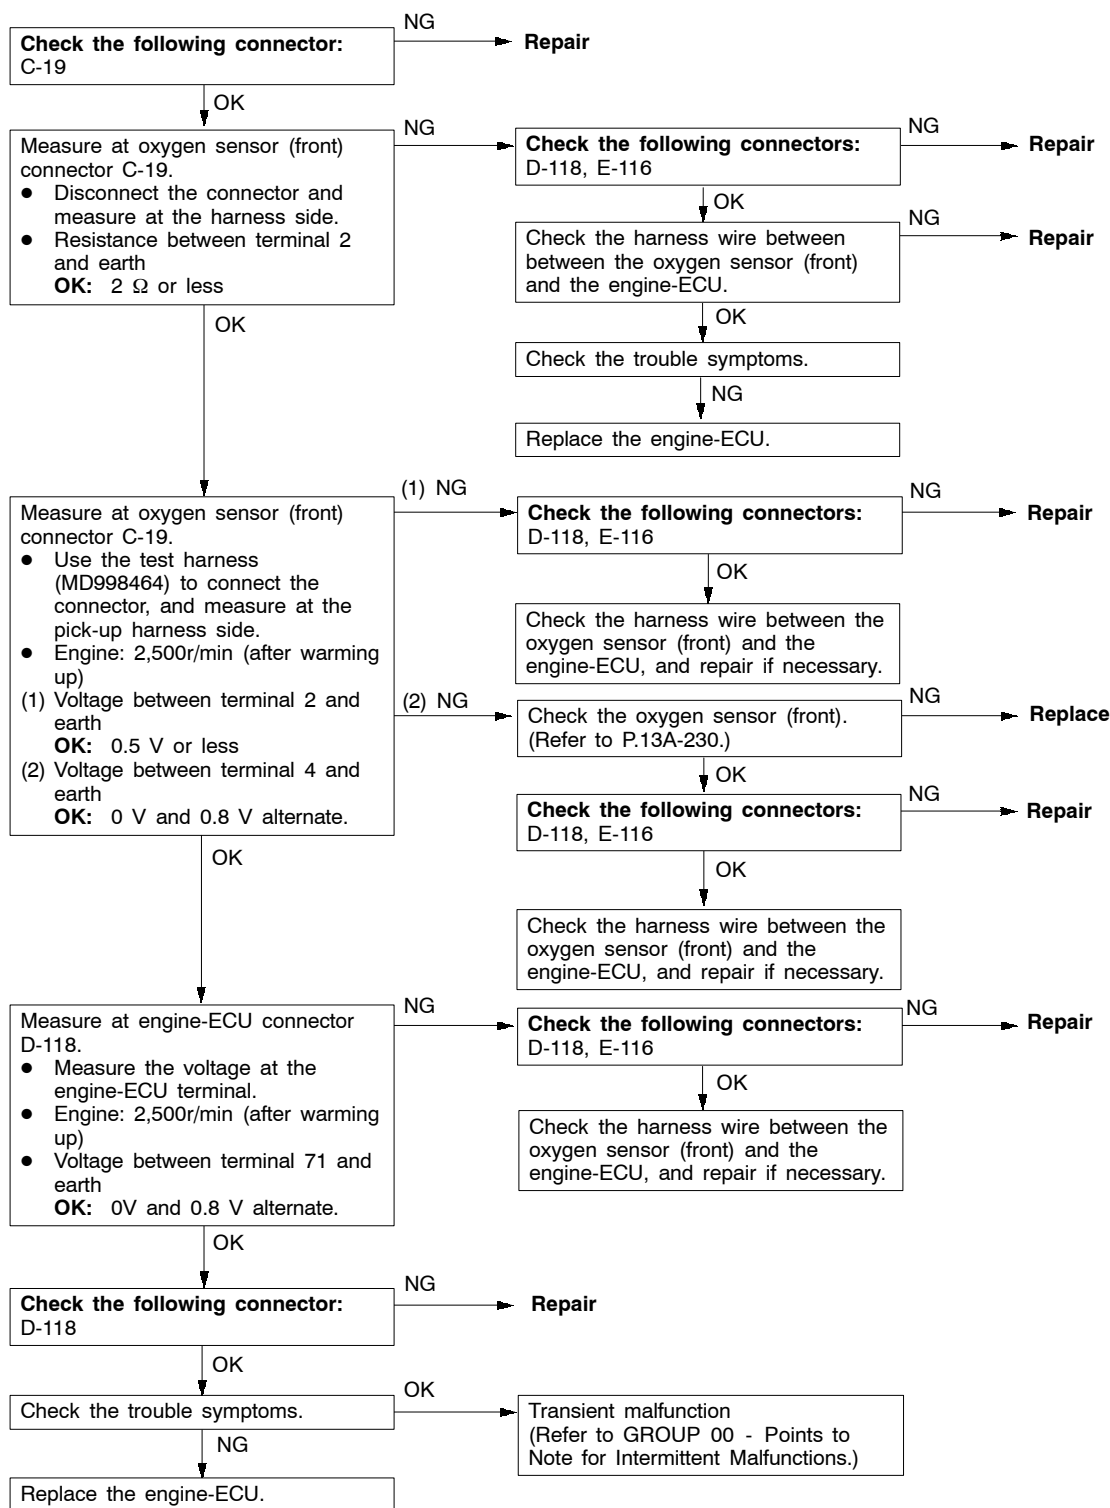 Check the following connector:
C-19
NG
Repair
OK
Measure at oxygen sensor (front)
connector C-19.
● Disconnect the connector and
measure at the harness side.
● Resistance between terminal 2
and earth
OK: 2 Ω or less
NG
Check the following connectors:
D-118, E-116
NG
Repair
OK
Check the harness wire between
between the oxygen sensor (front)
and the engine-ECU.
NG
Repair
OK
Check the trouble symptoms.
NG
Replace the engine-ECU.
OK
Measure at oxygen sensor (front)
connector C-19.
● Use the test harness
(MD998464) to connect the
connector, and measure at the
pick-up harness side.
● Engine: 2,500r/min (after warming
up)
(1) Voltage between terminal 2 and
earth
OK: 0.5 V or less
(2) Voltage between terminal 4 and
earth
OK: 0 V and 0.8 V alternate.
(1) NG
Check the following connectors:
D-118, E-116
NG
Repair
OK
Check the harness wire between the
oxygen sensor (front) and the
engine-ECU, and repair if necessary.
(2) NG
Check the oxygen sensor (front).
(Refer to P.13A-230.)
NG
Replace
OK
Check the following connectors:
D-118, E-116
NG
Repair
OK
Check the harness wire between the
oxygen sensor (front) and the
engine-ECU, and repair if necessary.
OK
Measure at engine-ECU connector
D-118.
● Measure the voltage at the
engine-ECU terminal.
● Engine: 2,500r/min (after warming
up)
● Voltage between terminal 71 and
earth
OK: 0V and 0.8 V alternate.
NG
Check the following connectors:
D-118, E-116
NG
Repair
OK
Check the harness wire between the
oxygen sensor (front) and the
engine-ECU, and repair if necessary.
OK
Check the following connector:
D-118
NG
Repair
OK
Check the trouble symptoms.
OK
Transient malfunction
(Refer to GROUP 00 - Points to
Note for Intermittent Malfunctions.)
NG
Replace the engine-ECU.